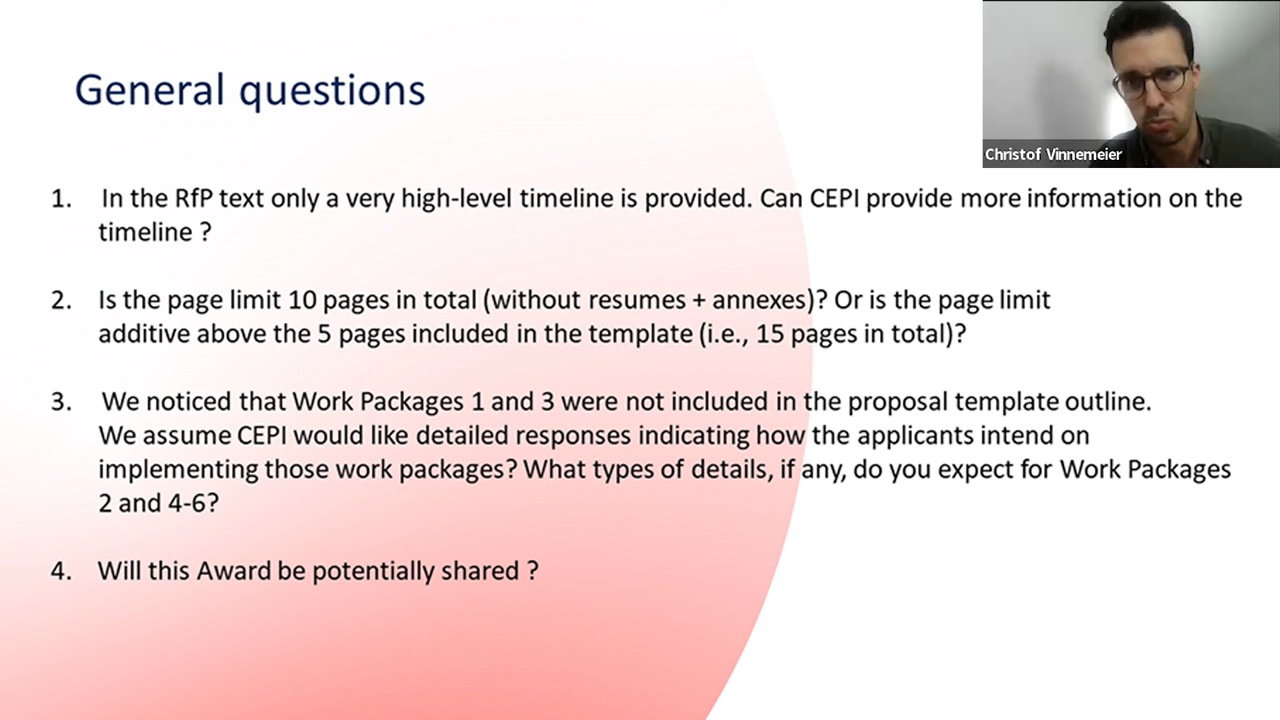 General questions
Christof Vinnemeier
1. In the RfP text only a very high-level timeline is provided. Can CEPI provide more information on the
timeline ?
2. Is the page limit 10 pages in total (without resumes + annexes)? Or is the page limit
additive above the 5 pages included in the template (i.e., 15 pages in total)?
3. We noticed that Work Packages 1 and 3 were not included in the proposal template outline.
We assume CEPI would like detailed responses indicating how the applicants intend on
implementing those work packages? What types of details, if any, do you expect for Work Packages
2 and 4-6?
4. Will this Award be potentially shared ?